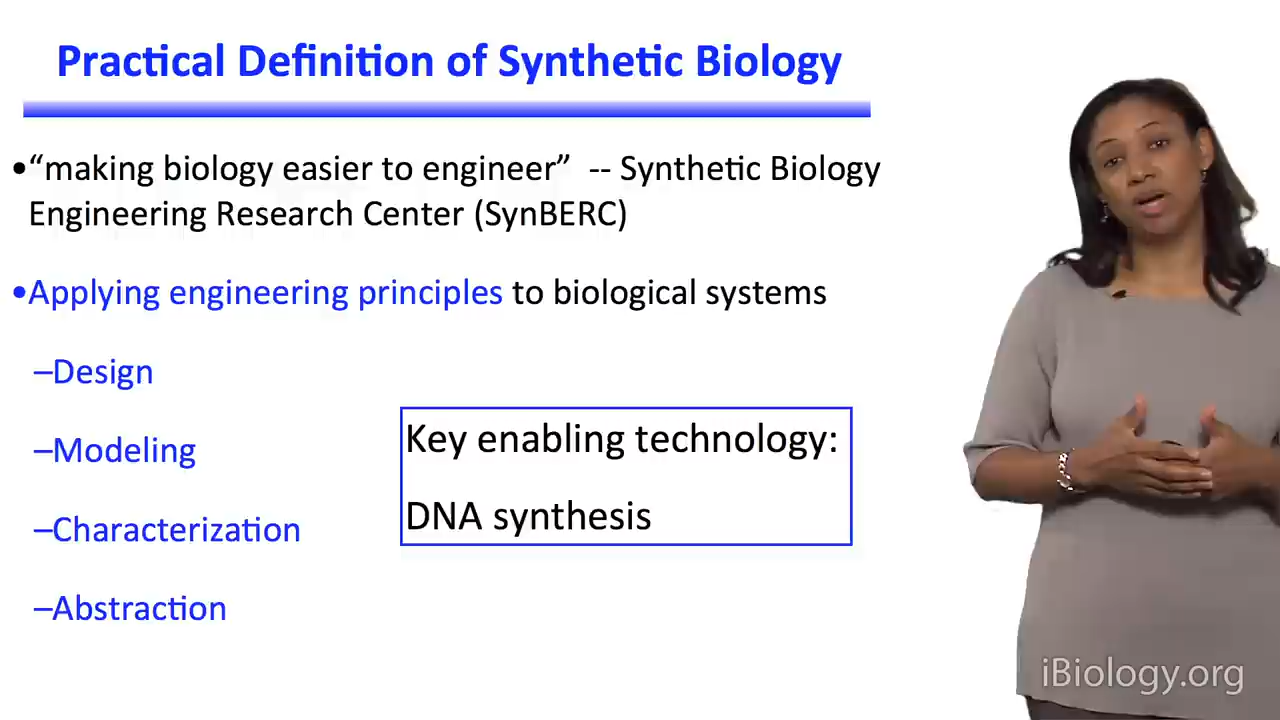 Practical Definition of Synthetic Biology
•“making biology easier to engineer” -- Synthetic Biology
Engineering Research Center (SynBERC)
•Applying engineering principles to biological systems
–Design
–Modeling
–Characterization
–Abstraction
Key enabling technology:
DNA synthesis
iBiology.org